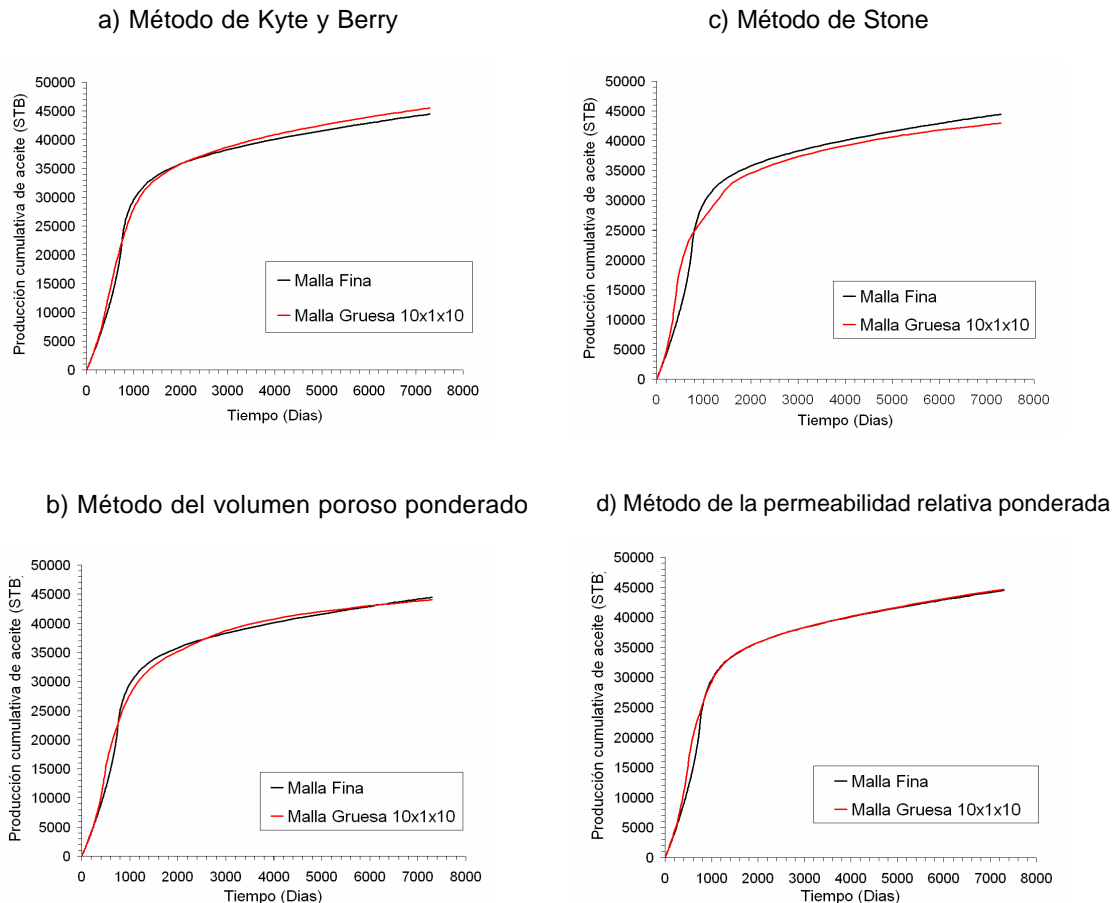 a) Método de Kyte y Berry
Producción cumulativa de aceite (STB)
50000
45000
40000
35000
30000
25000
20000
15000
10000
5000
0
Malla Fina
Malla Gruesa 10x1x10
0 1000 2000 3000 4000 5000 6000 7000 8000
Tiempo (Dias)
c) Método de Stone
Producción cumulativa de aceite (STB)
50000
45000
40000
35000
30000
25000
20000
15000
10000
5000
0
Malla Fina
Malla Gruesa 10x1x10
0 1000 2000 3000 4000 5000 6000 7000 8000
Tiempo (Dias)
b) Método del volumen poroso ponderado
Producción cumulativa de aceite (STB)
50000
45000
40000
35000
30000
25000
20000
15000
10000
5000
0
Malla Fina
Malla Gruesa 10x1x10
0 1000 2000 3000 4000 5000 6000 7000 8000
Tiempo (Dias)
d) Método de la permeabilidad relativa ponderada
Producción cumulativa de aceite (STB)
50000
45000
40000
35000
30000
25000
20000
15000
10000
5000
0
Malla Fina
Malla Gruesa 10x1x10
0 1000 2000 3000 4000 5000 6000 7000 8000
Tiempo (Dias)